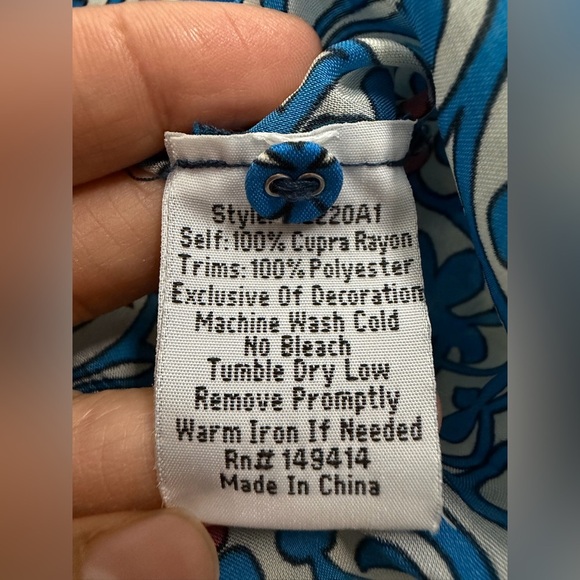 Style
220A1
Self: 100% Cupra Rayon
Trims: 100% Polyester
Exclusive Of Decoration
Machine Wash Cold
No Bleach
Tumble Dry Low
Remove Promptly
Warm Iron If Needed
Rn# 149414
Made In China